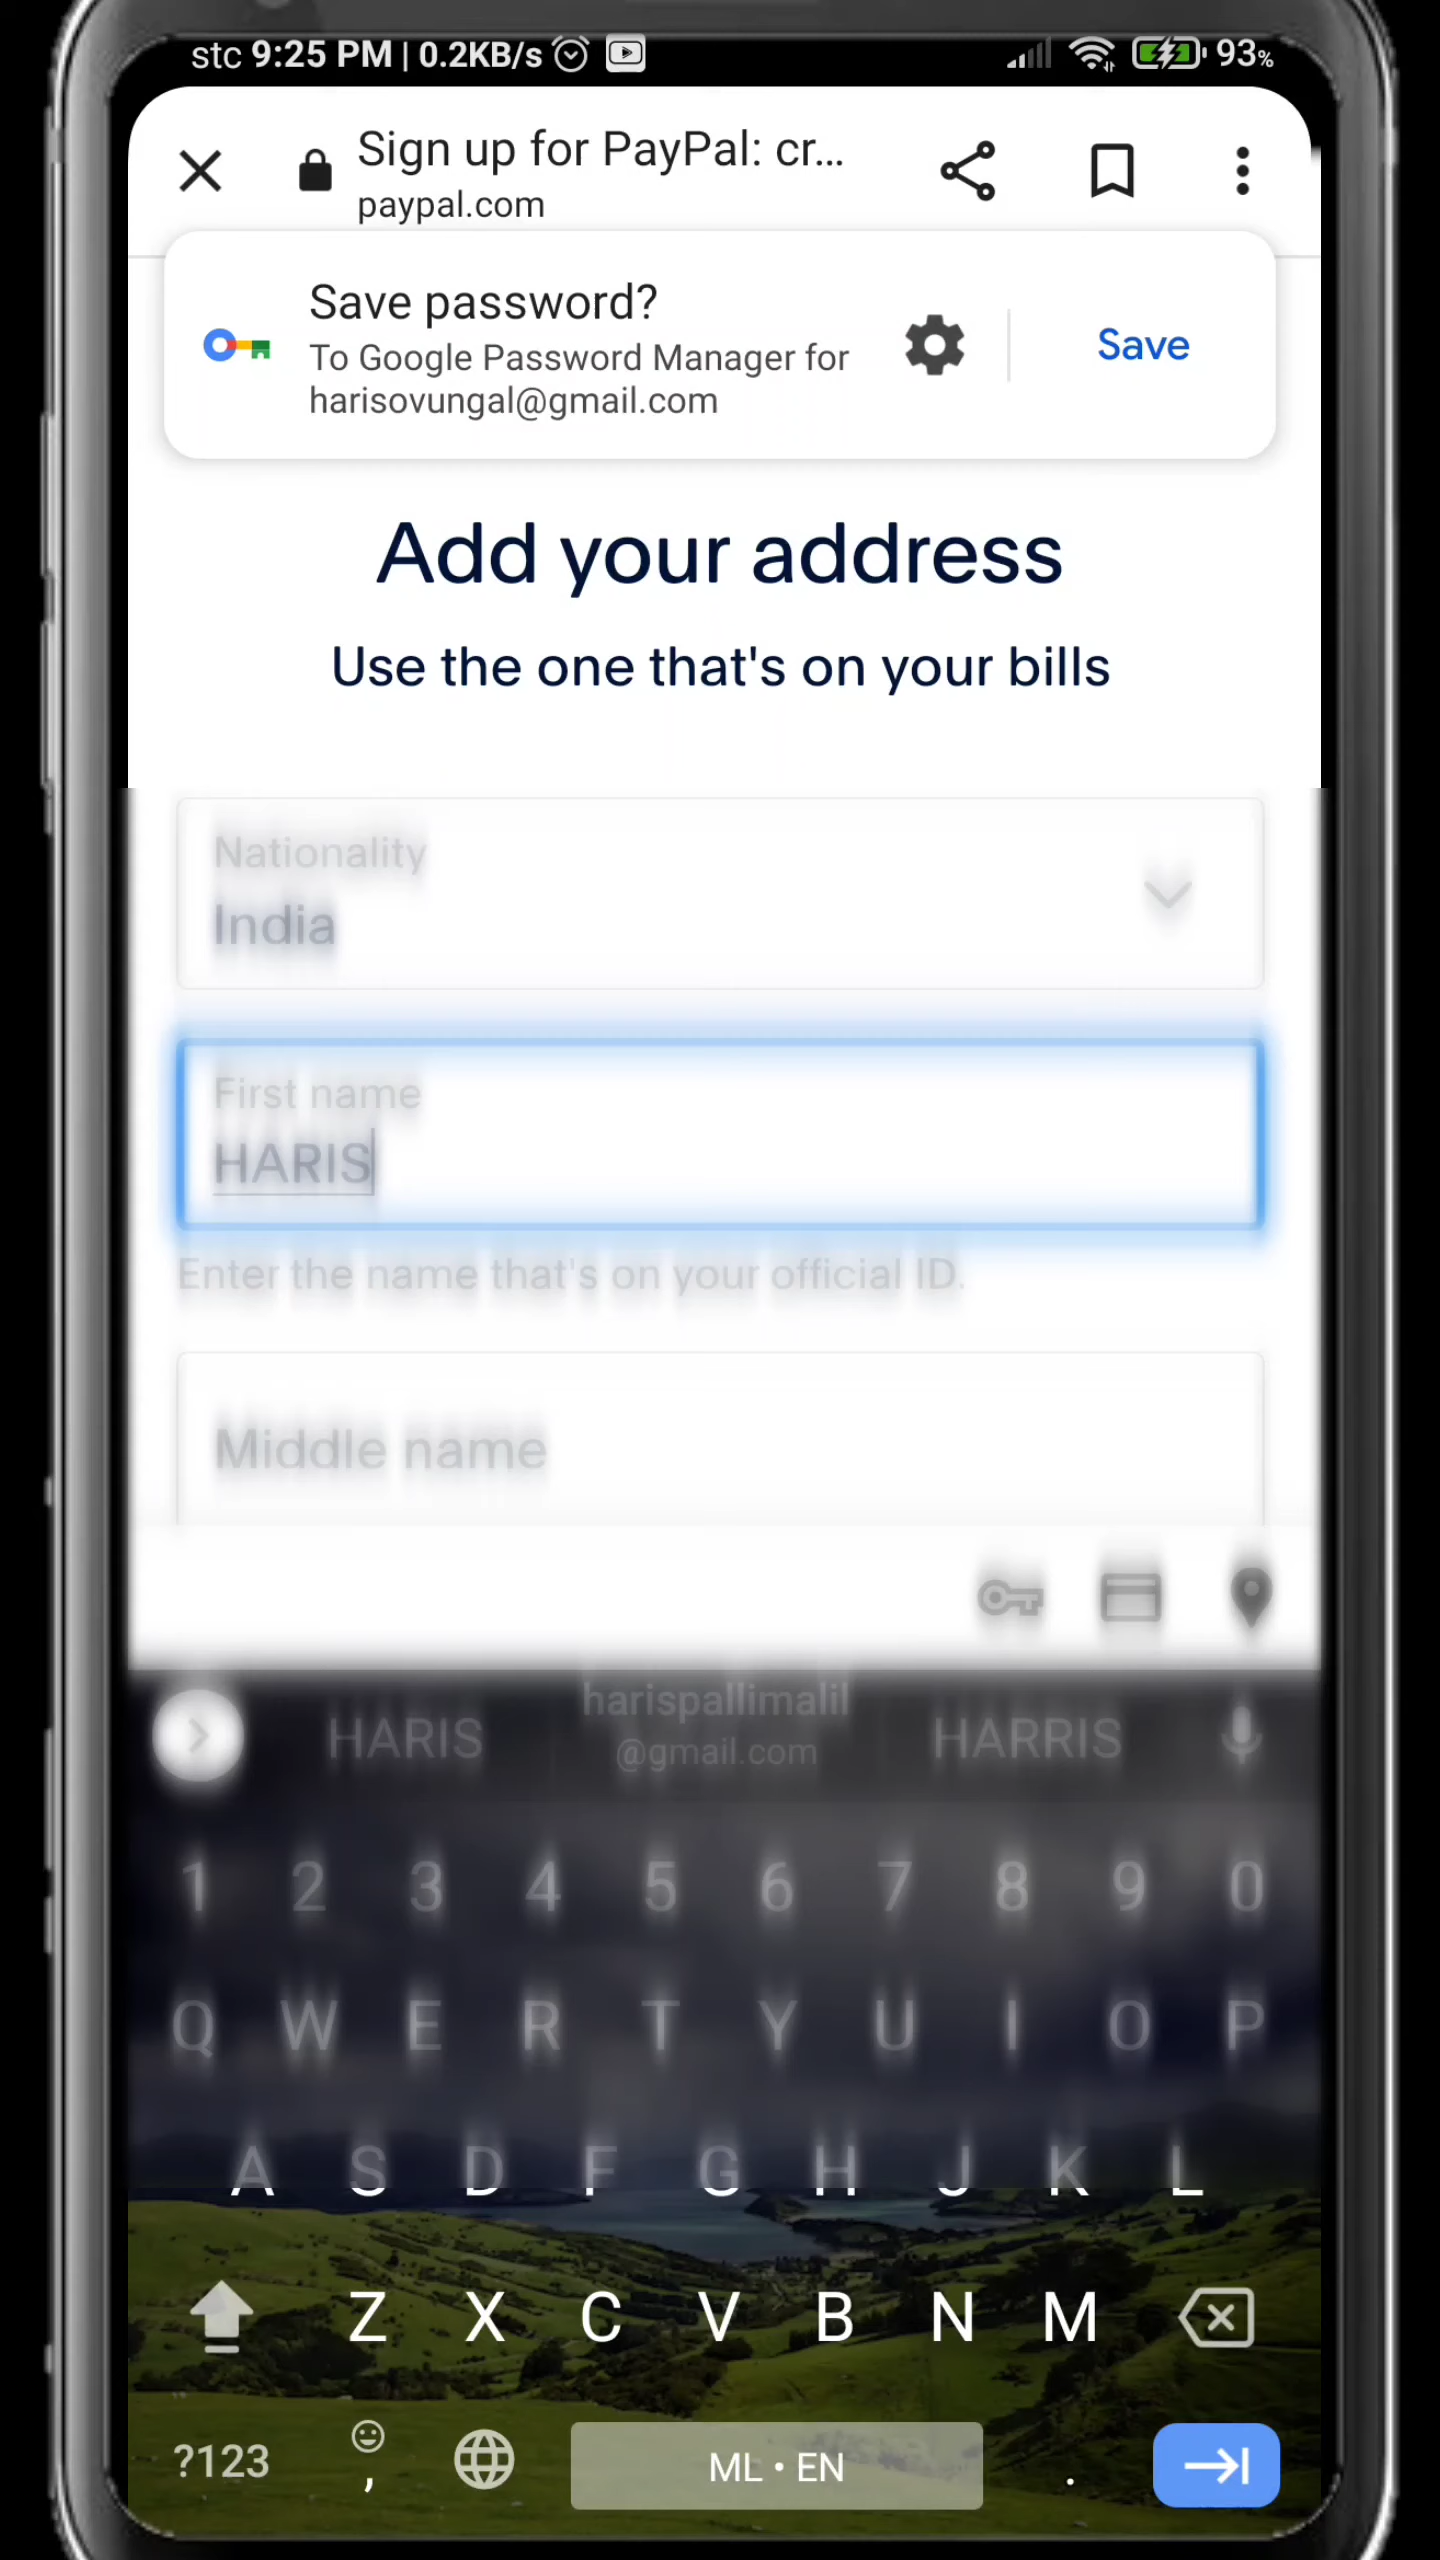 stc 9:25 PM | 0.2KB/s 93%
Sign up for PayPal: cr...
paypal.com
Save password?
To Google Password Manager for
harisovungal@gmail.com
Save
Add your address
Use the one that's on your bills
Nationality
India
First name
HARIS
Enter the name that's on your official ID.
Middle name
HARIS harispallimalil @gmail.com HARRIS
1 2 3 4 5 6 7 8 9 0
Q W E R T Y U I O P
A S D F G H J K L
Z X C V B N M
?123 , ML • EN .